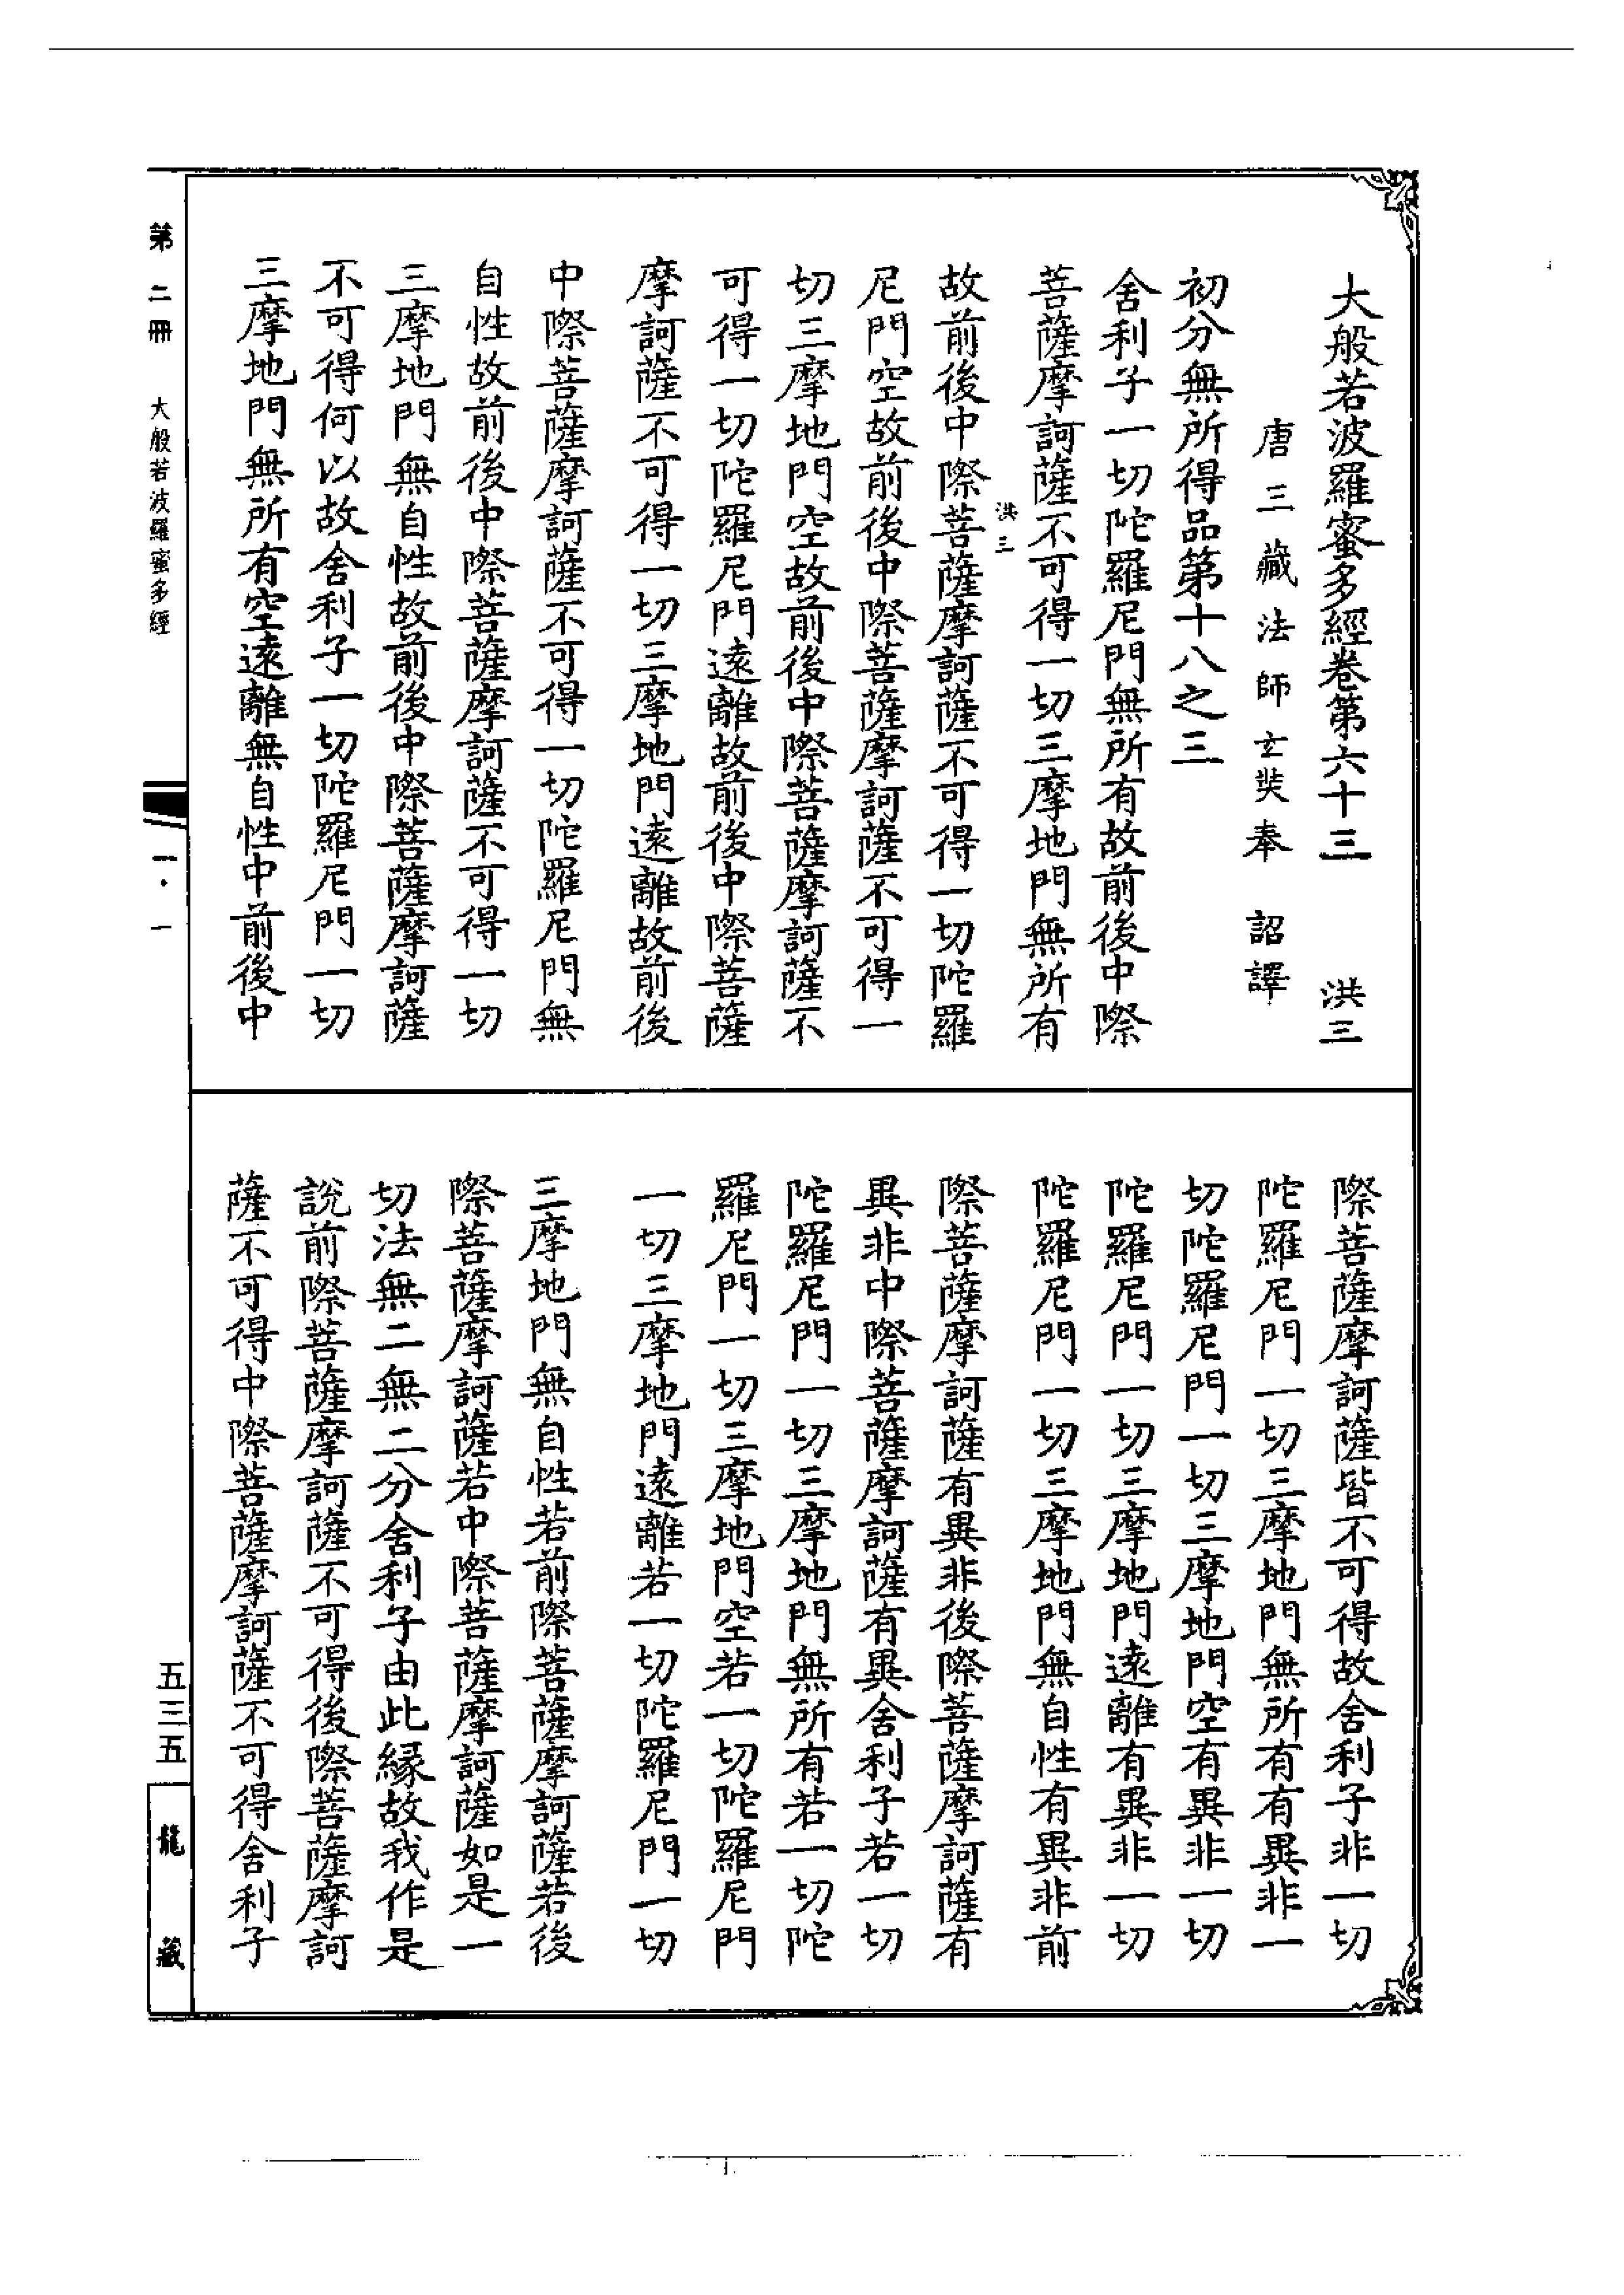 大般若波羅蜜多經卷第六十三　洪三
唐三藏法師玄奘奉　詔譯
初分無所得品第十八之三
舍利子一切陀羅尼門無所有故前後中際
菩薩摩訶薩不可得一切三摩地門無所有
洪三
故前後中際菩薩摩訶薩不可得一切陀羅
尼門空故前後中際菩薩摩訶薩不可得一
切三摩地門空故前後中際菩薩摩訶薩不
可得一切陀羅尼門遠離故前後中際菩薩
摩訶薩不可得一切三摩地門遠離故前後
中際菩薩摩訶薩不可得一切陀羅尼門無
自性故前後中際菩薩摩訶薩不可得一切
三摩地門無自性故前後中際菩薩摩訶薩
不可得何以故舍利子一切陀羅尼門一切
三摩地門無所有空遠離無自性中前後中
際菩薩摩訶薩皆不可得故舍利子非一切
陀羅尼門一切三摩地門無所有有異非一
切陀羅尼門一切三摩地門空有異非一切
陀羅尼門一切三摩地門遠離有異非一切
陀羅尼門一切三摩地門無自性有異非前
際菩薩摩訶薩有異非後際菩薩摩訶薩有
異非中際菩薩摩訶薩有異舍利子若一切
陀羅尼門一切三摩地門無所有若一切陀
羅尼門一切三摩地門空若一切陀羅尼門
一切三摩地門遠離若一切陀羅尼門一切
三摩地門無自性若前際菩薩摩訶薩若後
際菩薩摩訶薩若中際菩薩摩訶薩如是一
切法無二無二分舍利子由此緣故我作是
說前際菩薩摩訶薩不可得後際菩薩摩訶
薩不可得中際菩薩摩訶薩不可得舍利子
第二冊　大般若波羅蜜多經
一·一
五三五
龍藏